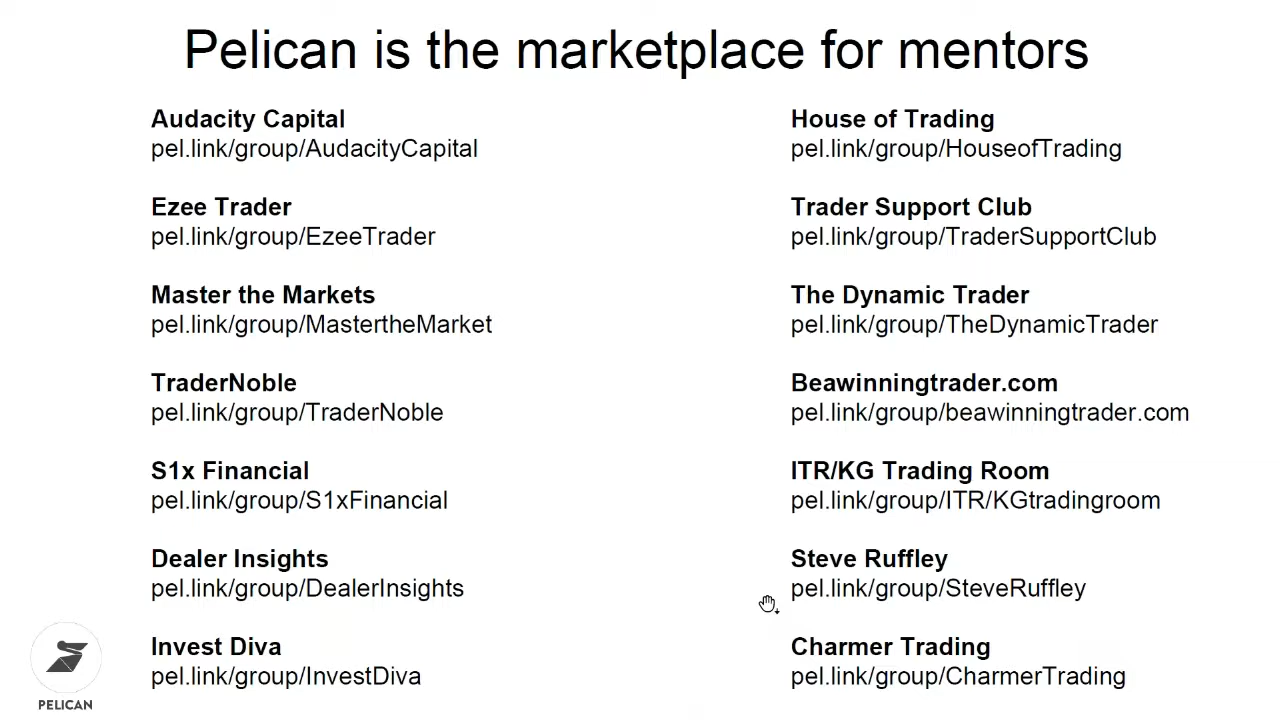 Pelican is the marketplace for mentors
Audacity Capital
pel.link/group/AudacityCapital
Ezee Trader
pel.link/group/EzeeTrader
Master the Markets
pel.link/group/MastertheMarket
TraderNoble
pel.link/group/TraderNoble
S1x Financial
pel.link/group/S1xFinancial
Dealer Insights
pel.link/group/DealerInsights
Invest Diva
pel.link/group/InvestDiva
House of Trading
pel.link/group/HouseofTrading
Trader Support Club
pel.link/group/TraderSupportClub
The Dynamic Trader
pel.link/group/TheDynamicTrader
Beawinningtrader.com
pel.link/group/beawinningtrader.com
ITR/KG Trading Room
pel.link/group/ITR/KGtradingroom
Steve Ruffley
pel.link/group/SteveRuffley
Charmer Trading
pel.link/group/CharmerTrading
PELICAN